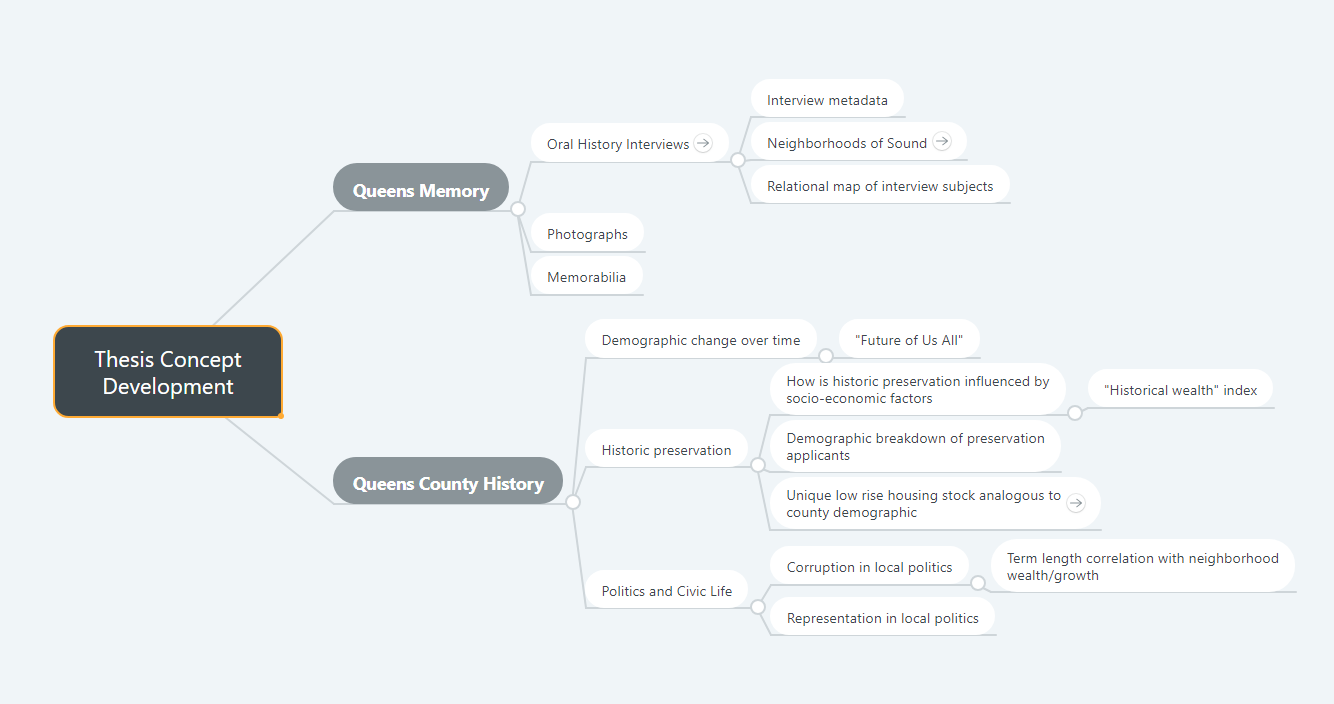 Thesis Concept
Development
Queens Memory
Oral History Interviews
Interview metadata
Neighborhoods of Sound
Relational map of interview subjects
Photographs
Memorabilia
Queens County History
Demographic change over time
"Future of Us All"
Historic preservation
How is historic preservation influenced by
socio-economic factors
"Historical wealth" index
Demographic breakdown of preservation
applicants
Unique low rise housing stock analogous to
county demographic
Politics and Civic Life
Corruption in local politics
Term length correlation with neighborhood
wealth/growth
Representation in local politics